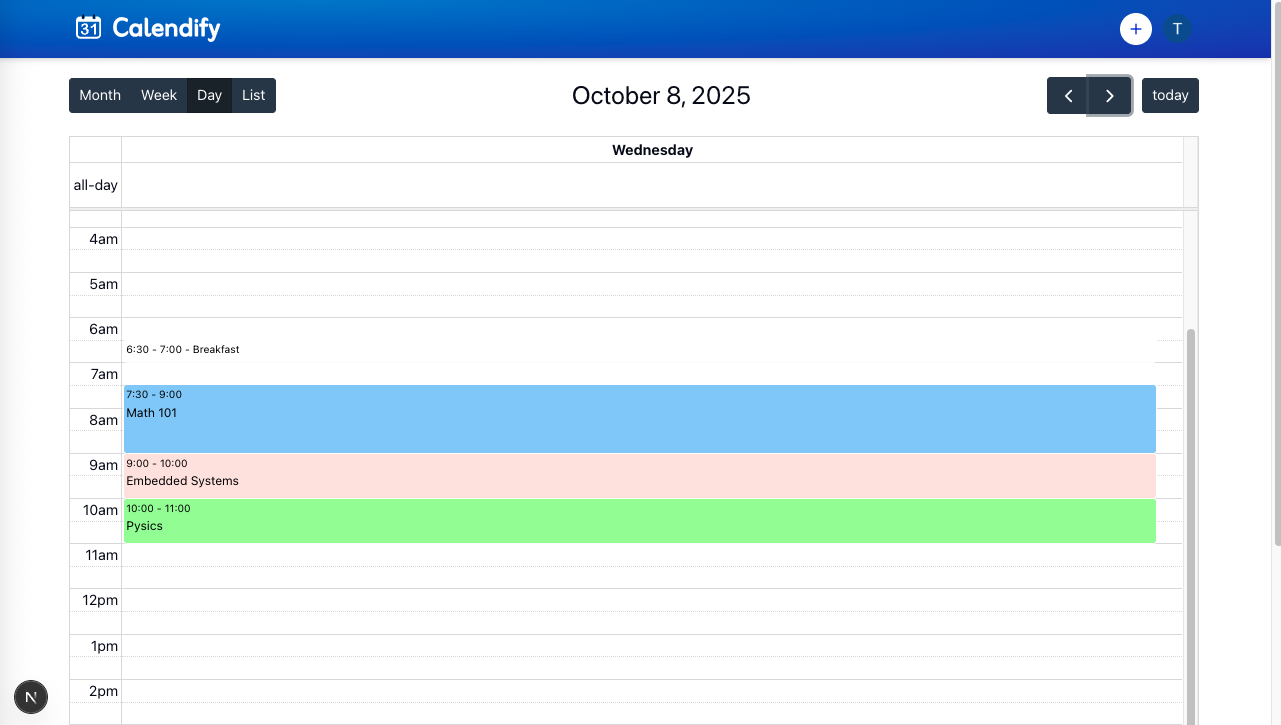 31 Calendify
+ T
Month Week Day List
October 8, 2025
today
Wednesday
all-day
4am
5am
6am
6:30 - 7:00 - Breakfast
7am
7:30 - 9:00
Math 101
8am
9am
9:00 - 10:00
Embedded Systems
10am
10:00 - 11:00
Pysics
11am
12pm
1pm
2pm
N